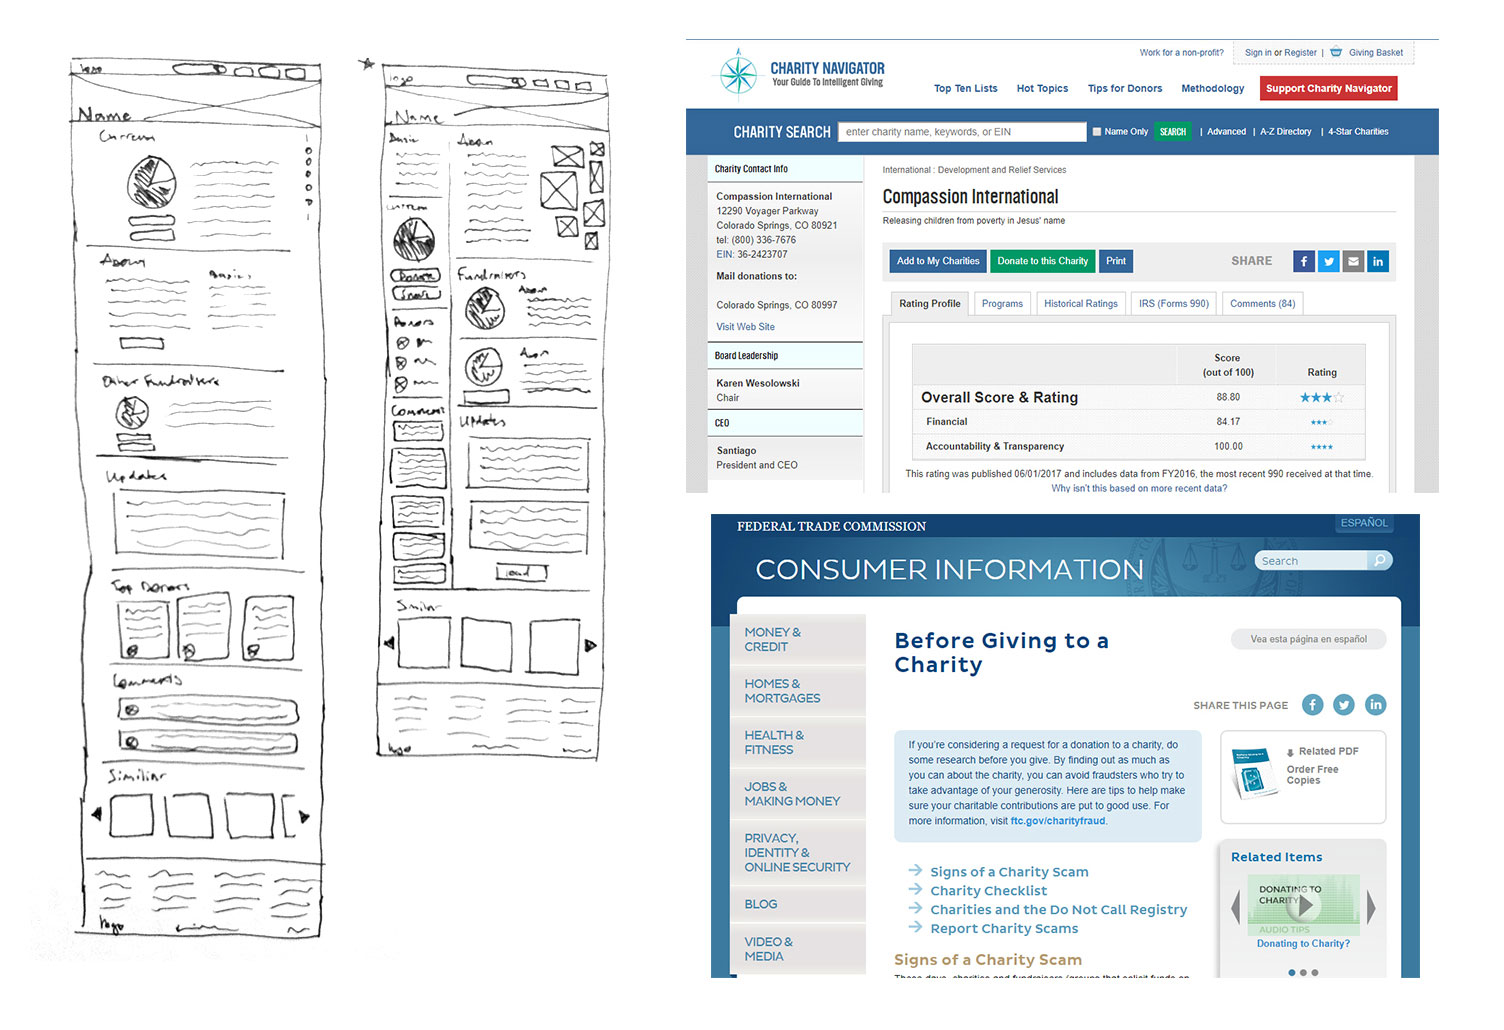 logo
Name
Current
About
Basics
Other Fundraisers
Updates
Top Donors
Comments
Similar
logo
logo
Name
Basic
About
Current
Donate
Share
Fundraisers
About
Donors
About
Comments
Updates
Load
Similar
logo
Work for a non-profit?
Sign in or Register |
Giving Basket
CHARITY NAVIGATOR
Your Guide To Intelligent Giving
Top Ten Lists
Hot Topics
Tips for Donors
Methodology
Support Charity Navigator
CHARITY SEARCH
enter charity name, keywords, or EIN
Name Only
SEARCH
| Advanced
| A-Z Directory
| 4-Star Charities
Charity Contact Info
Compassion International
12290 Voyager Parkway
Colorado Springs, CO 80921
tel: (800) 336-7676
EIN: 36-2423707
Mail donations to:
Colorado Springs, CO 80997
Visit Web Site
Board Leadership
Karen Wesolowski
Chair
CEO
Santiago
President and CEO
International : Development and Relief Services
Compassion International
Releasing children from poverty in Jesus' name
Add to My Charities
Donate to this Charity
Print
SHARE
Rating Profile
Programs
Historical Ratings
IRS (Forms 990)
Comments (84)
Score
(out of 100)
Rating
Overall Score & Rating
88.80
Financial
84.17
Accountability & Transparency
100.00
This rating was published 06/01/2017 and includes data from FY2016, the most recent 990 received at that time.
Why isn't this based on more recent data?
FEDERAL TRADE COMMISSION
ESPAÑOL
CONSUMER INFORMATION
Search
MONEY &
CREDIT
HOMES &
MORTGAGES
HEALTH &
FITNESS
JOBS &
MAKING MONEY
PRIVACY,
IDENTITY &
ONLINE SECURITY
BLOG
VIDEO &
MEDIA
Before Giving to a
Charity
Vea esta página en español
SHARE THIS PAGE
If you're considering a request for a donation to a charity, do
some research before you give. By finding out as much as
you can about the charity, you can avoid fraudsters who try to
take advantage of your generosity. Here are tips to help make
sure your charitable contributions are put to good use. For
more information, visit ftc.gov/charityfraud.
Related PDF
Order Free
Copies
Signs of a Charity Scam
Charity Checklist
Charities and the Do Not Call Registry
Report Charity Scams
Signs of a Charity Scam
Related Items
DONATING TO
CHARITY
AUDIO TIPS
Donating to Charity?